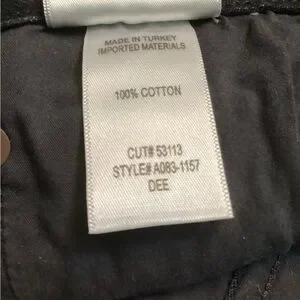 MADE IN TURKEY
IMPORTED MATERIALS
100% COTTON
CUT# 53113
STYLE# A083-1157
DEE